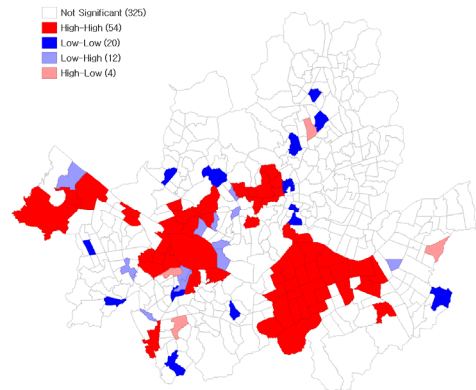 Not Significant (325)
High-High (54)
Low-Low (20)
Low-High (12)
High-Low (4)